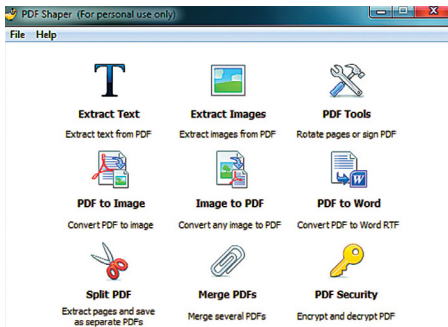 PDF Shaper (For personal use only)
File Help
T
Extract Text Extract Images PDF Tools
Extract text from PDF Extract images from PDF Rotate pages or sign PDF
W
PDF to Image Image to PDF PDF to Word
Convert PDF to image Convert any image to PDF Convert PDF to Word RTF
Split PDF Merge PDFs PDF Security
Extract pages and save
as separate PDFs Merge several PDFs Encrypt and decrypt PDF